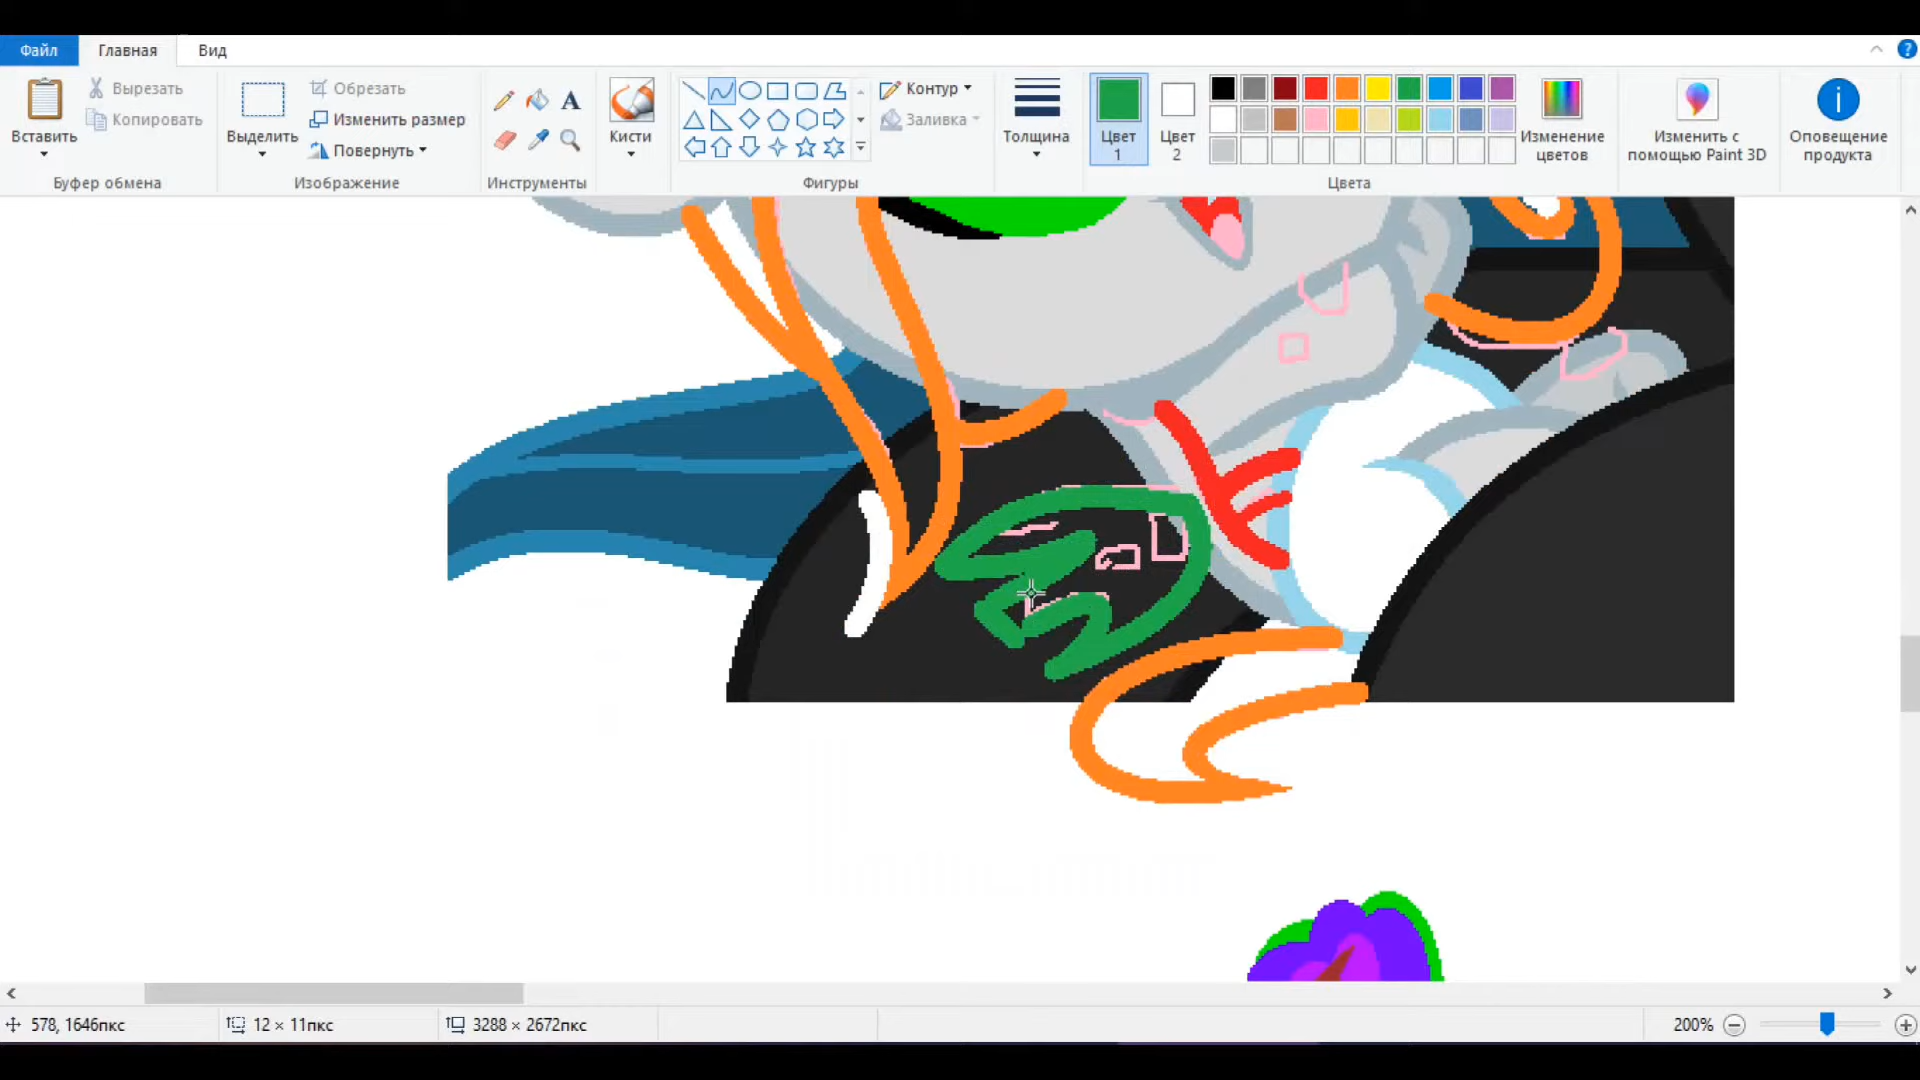 Файл Главная Вид
Вставить
Вырезать
Копировать
Буфер обмена
Выделить
Обрезать
Изменить размер
Повернуть
Изображение
A
Инструменты
Кисти
Контур
Заливка
Фигуры
Толщина
Цвет
1
Цвет
2
Изменение
цветов
Цвета
Изменить с
помощью Paint 3D
Оповещение
продукта
578, 1646пкс
12 × 11пкс
3288 × 2672пкс
200%